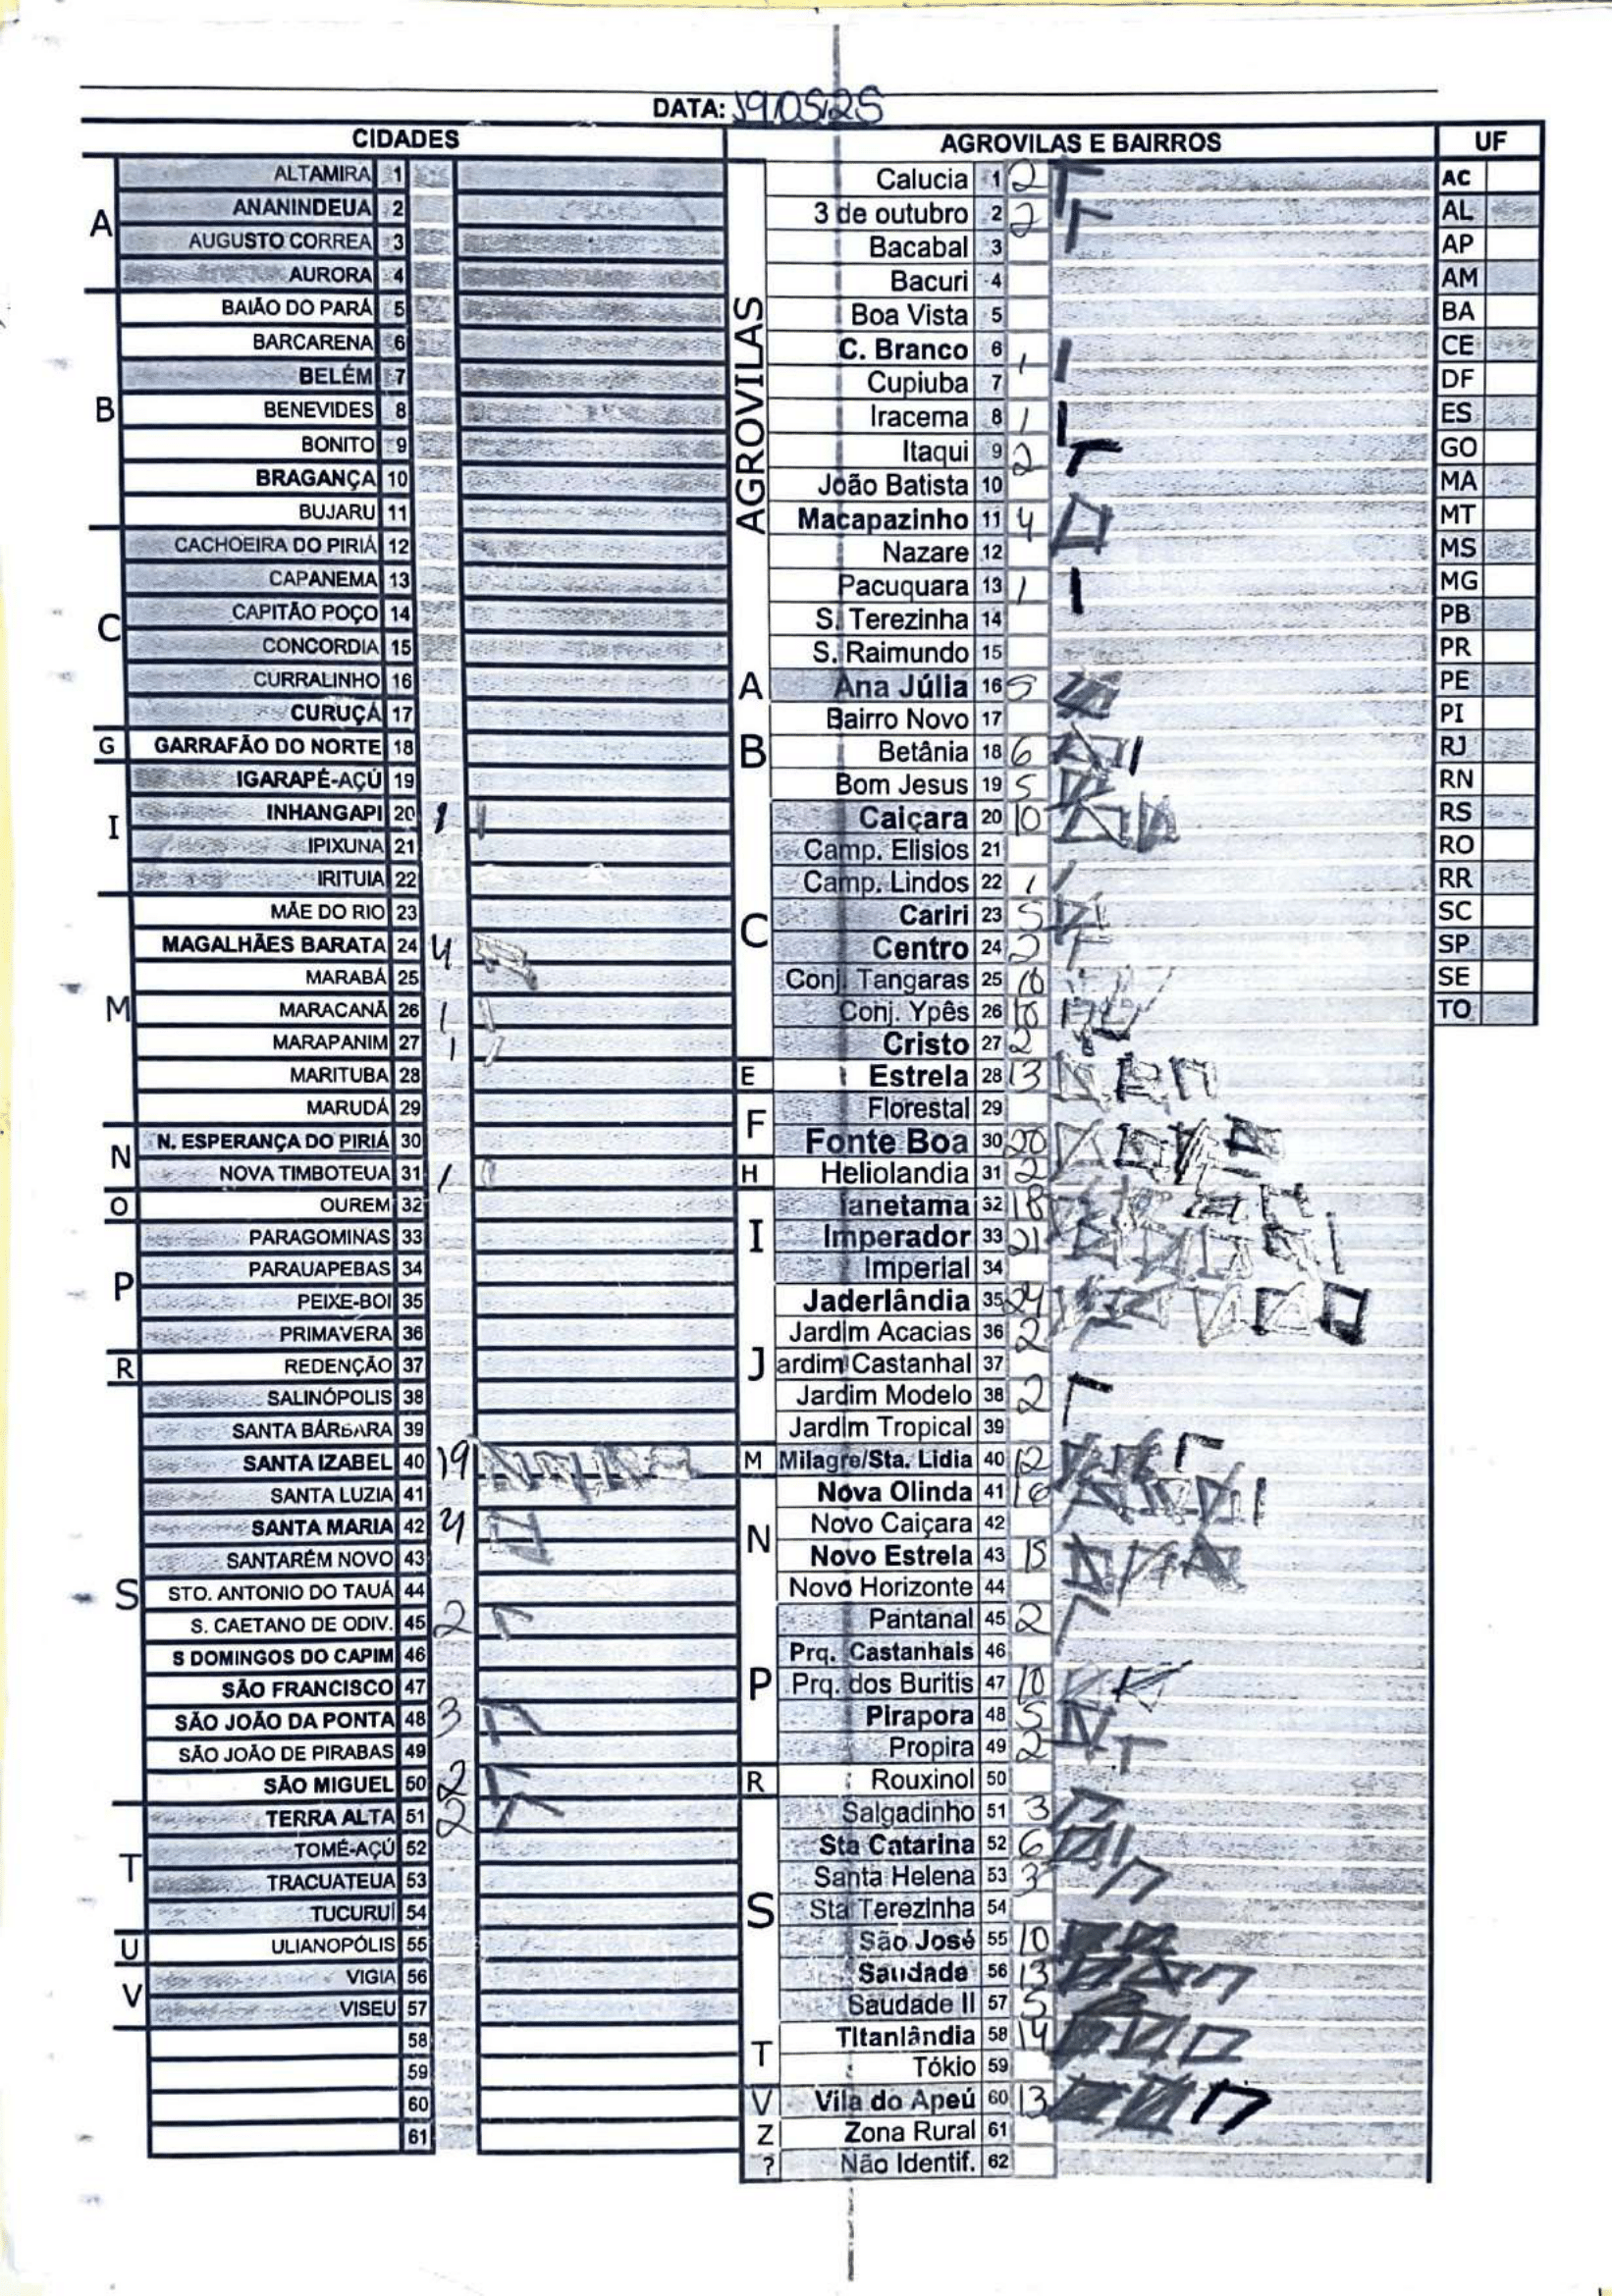 DATA: 19/05/25
CIDADES
A
ALTAMIRA 1
ANANINDEUA 2
AUGUSTO CORREA 3
AURORA 4
B
BAIÃO DO PARÁ 5
BARCARENA 6
BELÉM 7
BENEVIDES 8
BONITO 9
BRAGANÇA 10
BUJARU 11
C
CACHOEIRA DO PIRIÁ 12
CAPANEMA 13
CAPITÃO POÇO 14
CONCORDIA 15
CURRALINHO 16
CURUÇÁ 17
G
GARRAFÃO DO NORTE 18
I
IGARAPÉ-AÇÚ 19
INHANGAPI 20 1
IPIXUNA 21
IRITUIA 22
M
MÃE DO RIO 23
MAGALHÃES BARATA 24 4
MARABÁ 25
MARACANÃ 26 1
MARAPANIM 27 1
MARITUBA 28
MARUDÁ 29
N
N. ESPERANÇA DO PIRIÁ 30
NOVA TIMBOTEUA 31 1
O
OUREM 32
P
PARAGOMINAS 33
PARAUAPEBAS 34
PEIXE-BOI 35
PRIMAVERA 36
R
REDENÇÃO 37
S
SALINÓPOLIS 38
SANTA BÁRBARA 39
SANTA IZABEL 40 19
SANTA LUZIA 41
SANTA MARIA 42 4
SANTARÉM NOVO 43
STO. ANTONIO DO TAUÁ 44
S. CAETANO DE ODIV. 45 2
S DOMINGOS DO CAPIM 46
SÃO FRANCISCO 47
SÃO JOÃO DA PONTA 48 3
SÃO JOÃO DE PIRABAS 49
SÃO MIGUEL 50 2
T
TERRA ALTA 51 2
TOMÉ-AÇÚ 52
TRACUATEUA 53
TUCURUÍ 54
U
ULIANOPÓLIS 55
V
VIGIA 56
VISEU 57
58
59
60
61
AGROVILAS E BAIRROS
AGROVILAS
Calucia 1 2
3 de outubro 2 2
Bacabal 3
Bacuri 4
Boa Vista 5
C. Branco 6 1
Cupiuba 7
Iracema 8 1
Itaqui 9 2
João Batista 10
Macapazinho 11 4
Nazare 12
Pacuquara 13 1
S. Terezinha 14
S. Raimundo 15
A
Ana Júlia 16 5
B
Bairro Novo 17
Betânia 18 6
Bom Jesus 19 5
C
Caiçara 20 10
Camp. Elisios 21
Camp. Lindos 22 1
Cariri 23 5
Centro 24 2
Conj. Tangaras 25 10
Conj. Ypês 26
Cristo 27 2
E
Estrela 28 13
F
Florestal 29
Fonte Boa 30 20
H
Heliolandia 31 2
I
Ianetama 32 18
Imperador 33 21
Imperial 34
J
Jaderlândia 35 24
Jardim Acacias 36 2
ardim Castanhal 37
Jardim Modelo 38 2
Jardim Tropical 39
M
Milagre/Sta. Lidia 40 12
N
Nova Olinda 41 16
Novo Caiçara 42
Novo Estrela 43 15
Novo Horizonte 44
P
Pantanal 45 2
Prq. Castanhais 46
Prq. dos Buritis 47 10
Pirapora 48 5
Propira 49 2
R
Rouxinol 50
S
Salgadinho 51 3
Sta Catarina 52 6
Santa Helena 53 3
Sta Terezinha 54
São José 55 10
Saudade 56 13
Saudade II 57 5
T
Titanlândia 58 14
Tókio 59
V
Vila do Apeú 60 13
Z
Zona Rural 61
?
Não Identif. 62
UF
AC
AL
AP
AM
BA
CE
DF
ES
GO
MA
MT
MS
MG
PB
PR
PE
PI
RJ
RN
RS
RO
RR
SC
SP
SE
TO